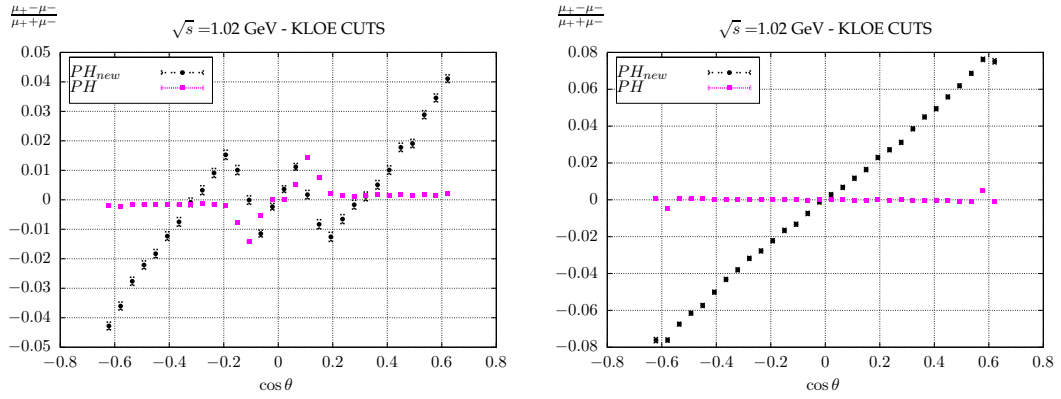 μ+−μ−
μ++μ−
√s =1.02 GeV - KLOE CUTS
0.05
0.04
0.03
0.02
0.01
0
−0.01
−0.02
−0.03
−0.04
−0.05
PH_new
PH
−0.8 −0.6 −0.4 −0.2 0 0.2 0.4 0.6 0.8
cos θ
μ+−μ−
μ++μ−
√s =1.02 GeV - KLOE CUTS
0.08
0.06
0.04
0.02
0
−0.02
−0.04
−0.06
−0.08
PH_new
PH
−0.8 −0.6 −0.4 −0.2 0 0.2 0.4 0.6 0.8
cos θ